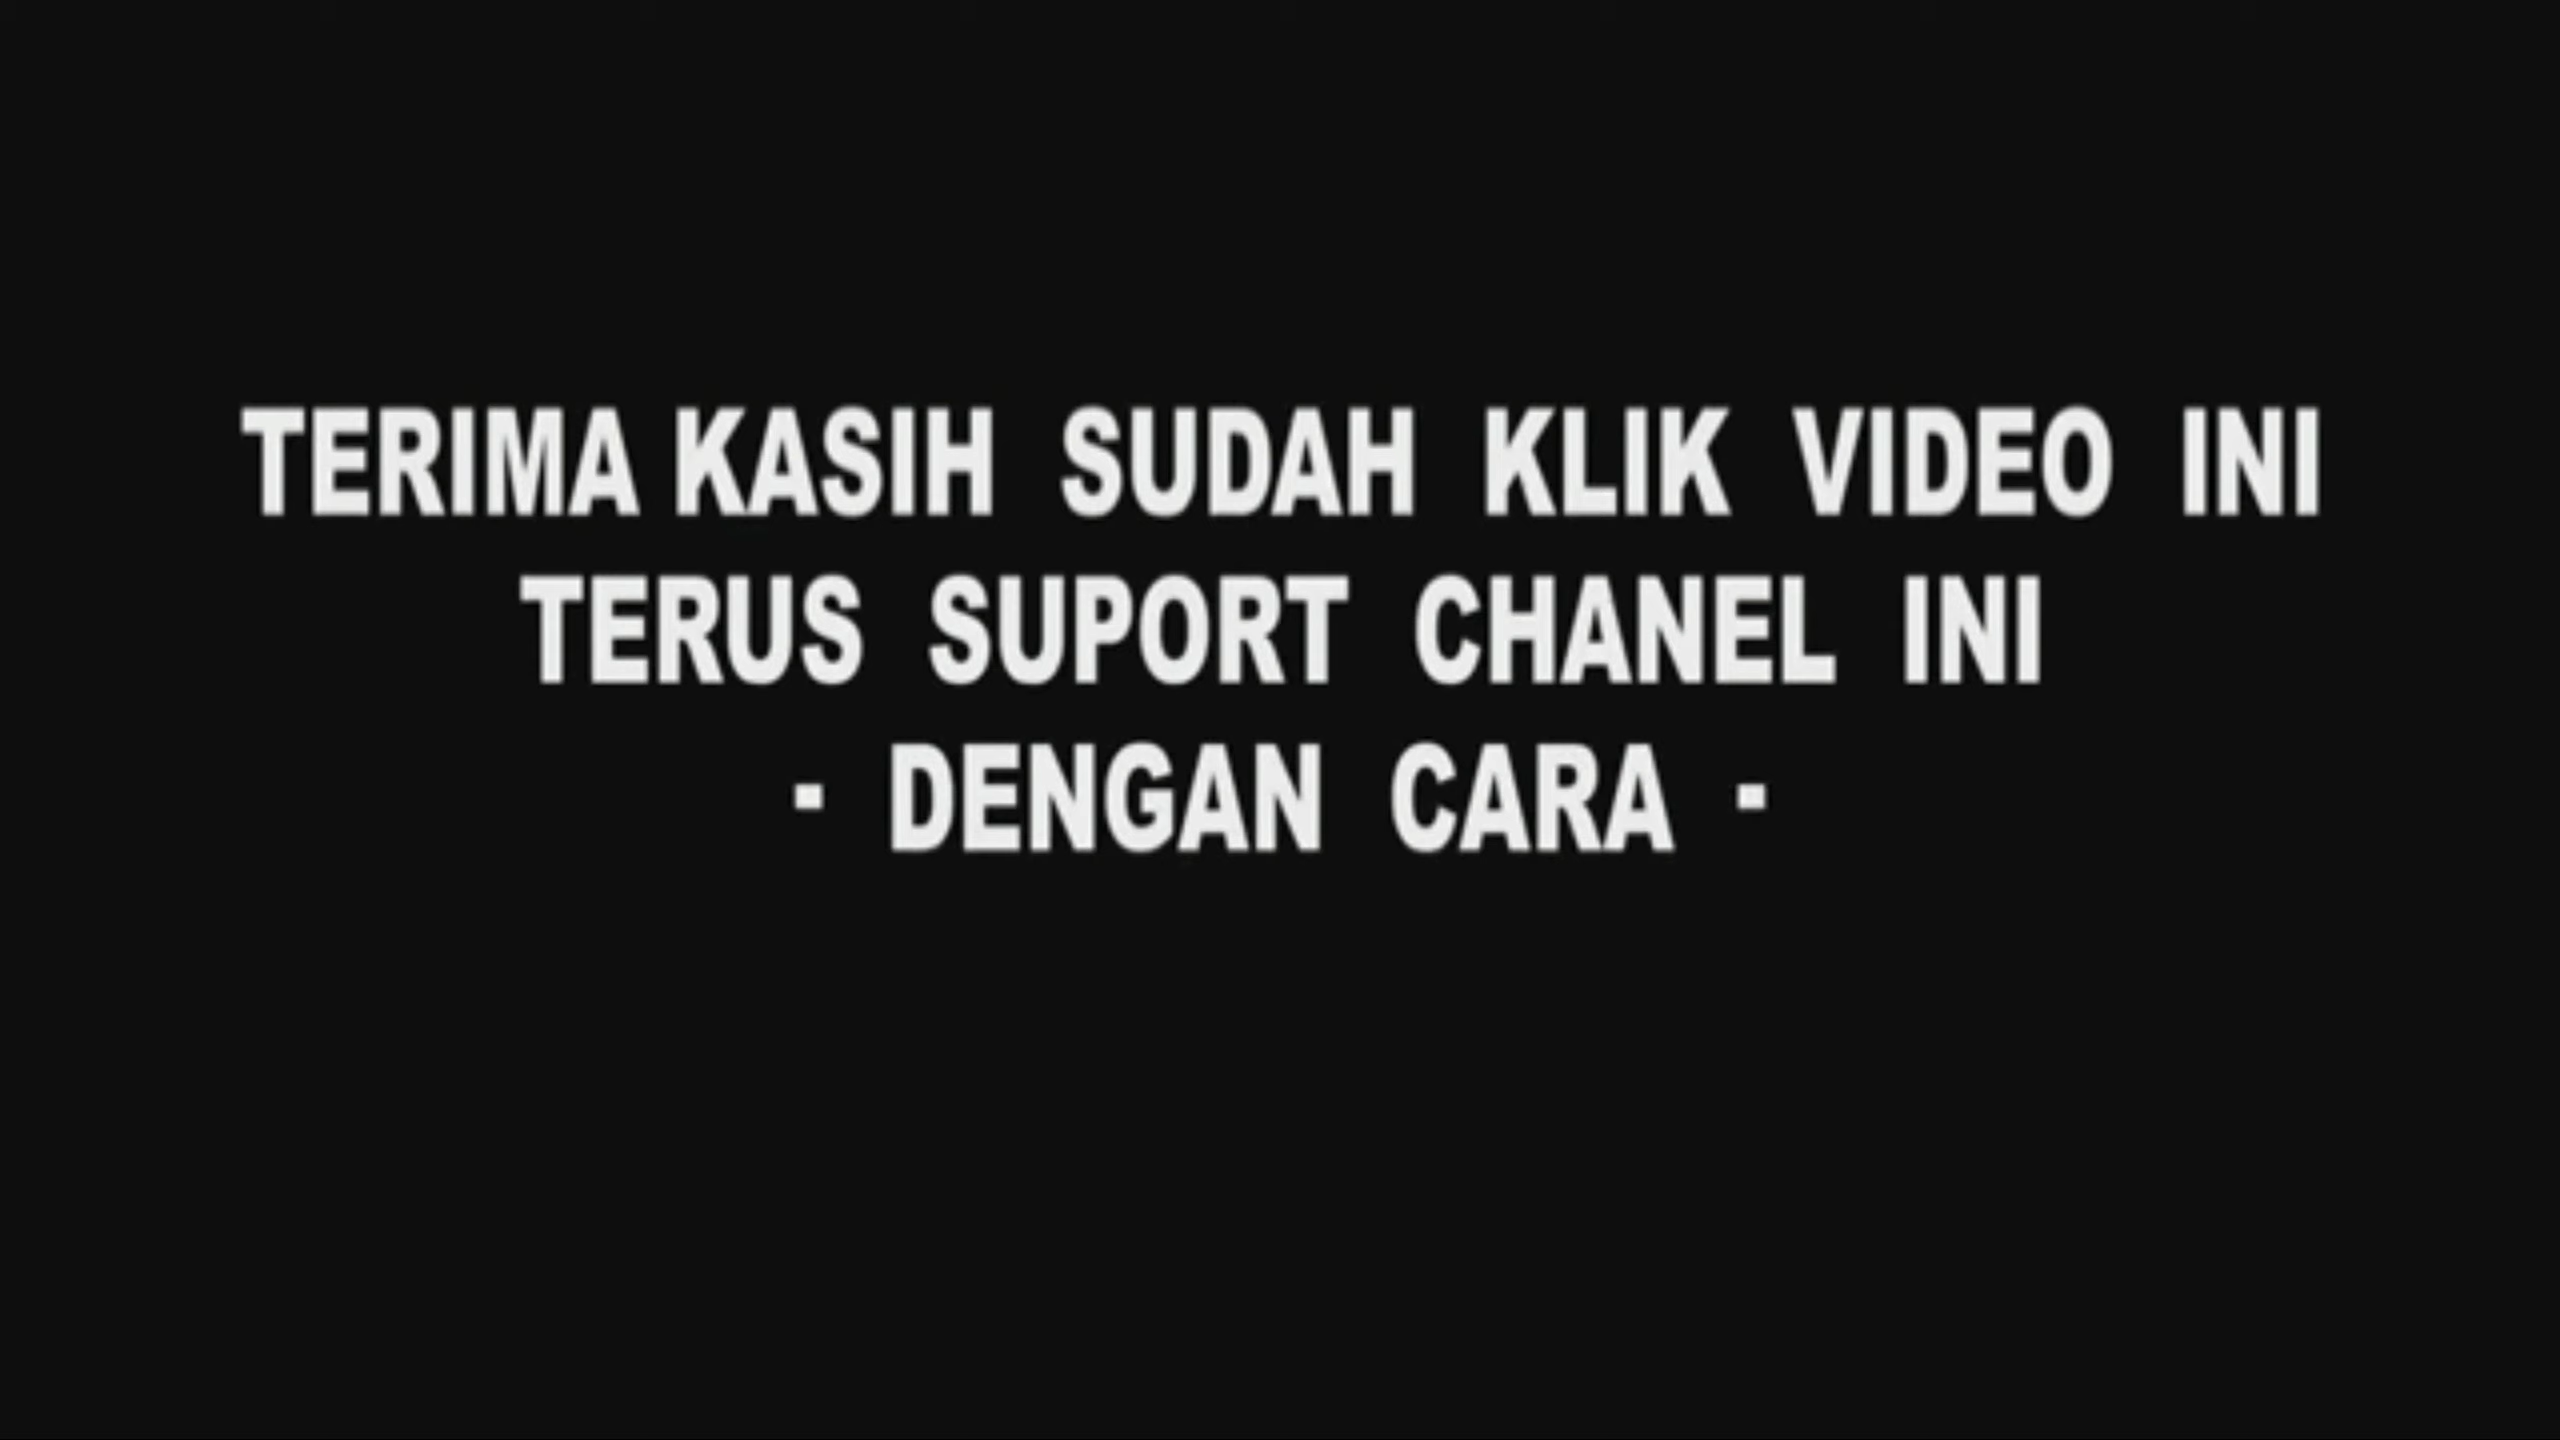 TERIMA KASIH SUDAH KLIK VIDEO INI
TERUS SUPORT CHANEL INI
- DENGAN CARA -